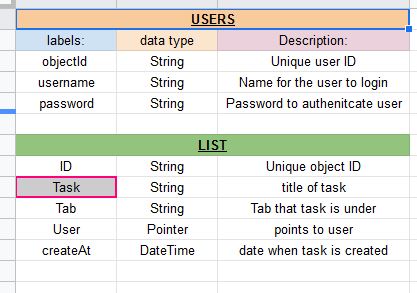 USERS
labels: data type Description:
objectId String Unique user ID
username String Name for the user to login
password String Password to authenitcate user
LIST
ID String Unique object ID
Task String title of task
Tab String Tab that task is under
User Pointer points to user
createAt DateTime date when task is created